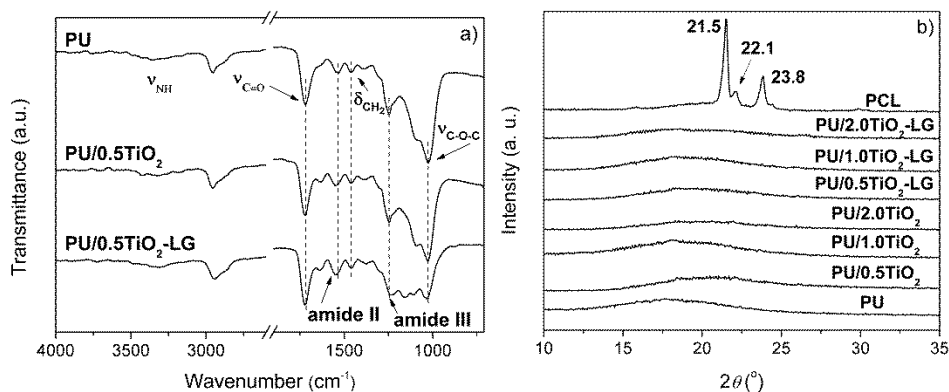 a)
PU
ν_NH
ν_C=O
δ_CH₂
ν_C-O-C
PU/0.5TiO₂
PU/0.5TiO₂-LG
amide II
amide III
Transmittance (a.u.)
4000 3000 1500 1000
Wavenumber (cm⁻¹)
b)
21.5
22.1
23.8
PCL
PU/2.0TiO₂-LG
PU/1.0TiO₂-LG
PU/0.5TiO₂-LG
PU/2.0TiO₂
PU/1.0TiO₂
PU/0.5TiO₂
PU
Intensity (a. u.)
10 15 20 25 30 35
2θ (°)